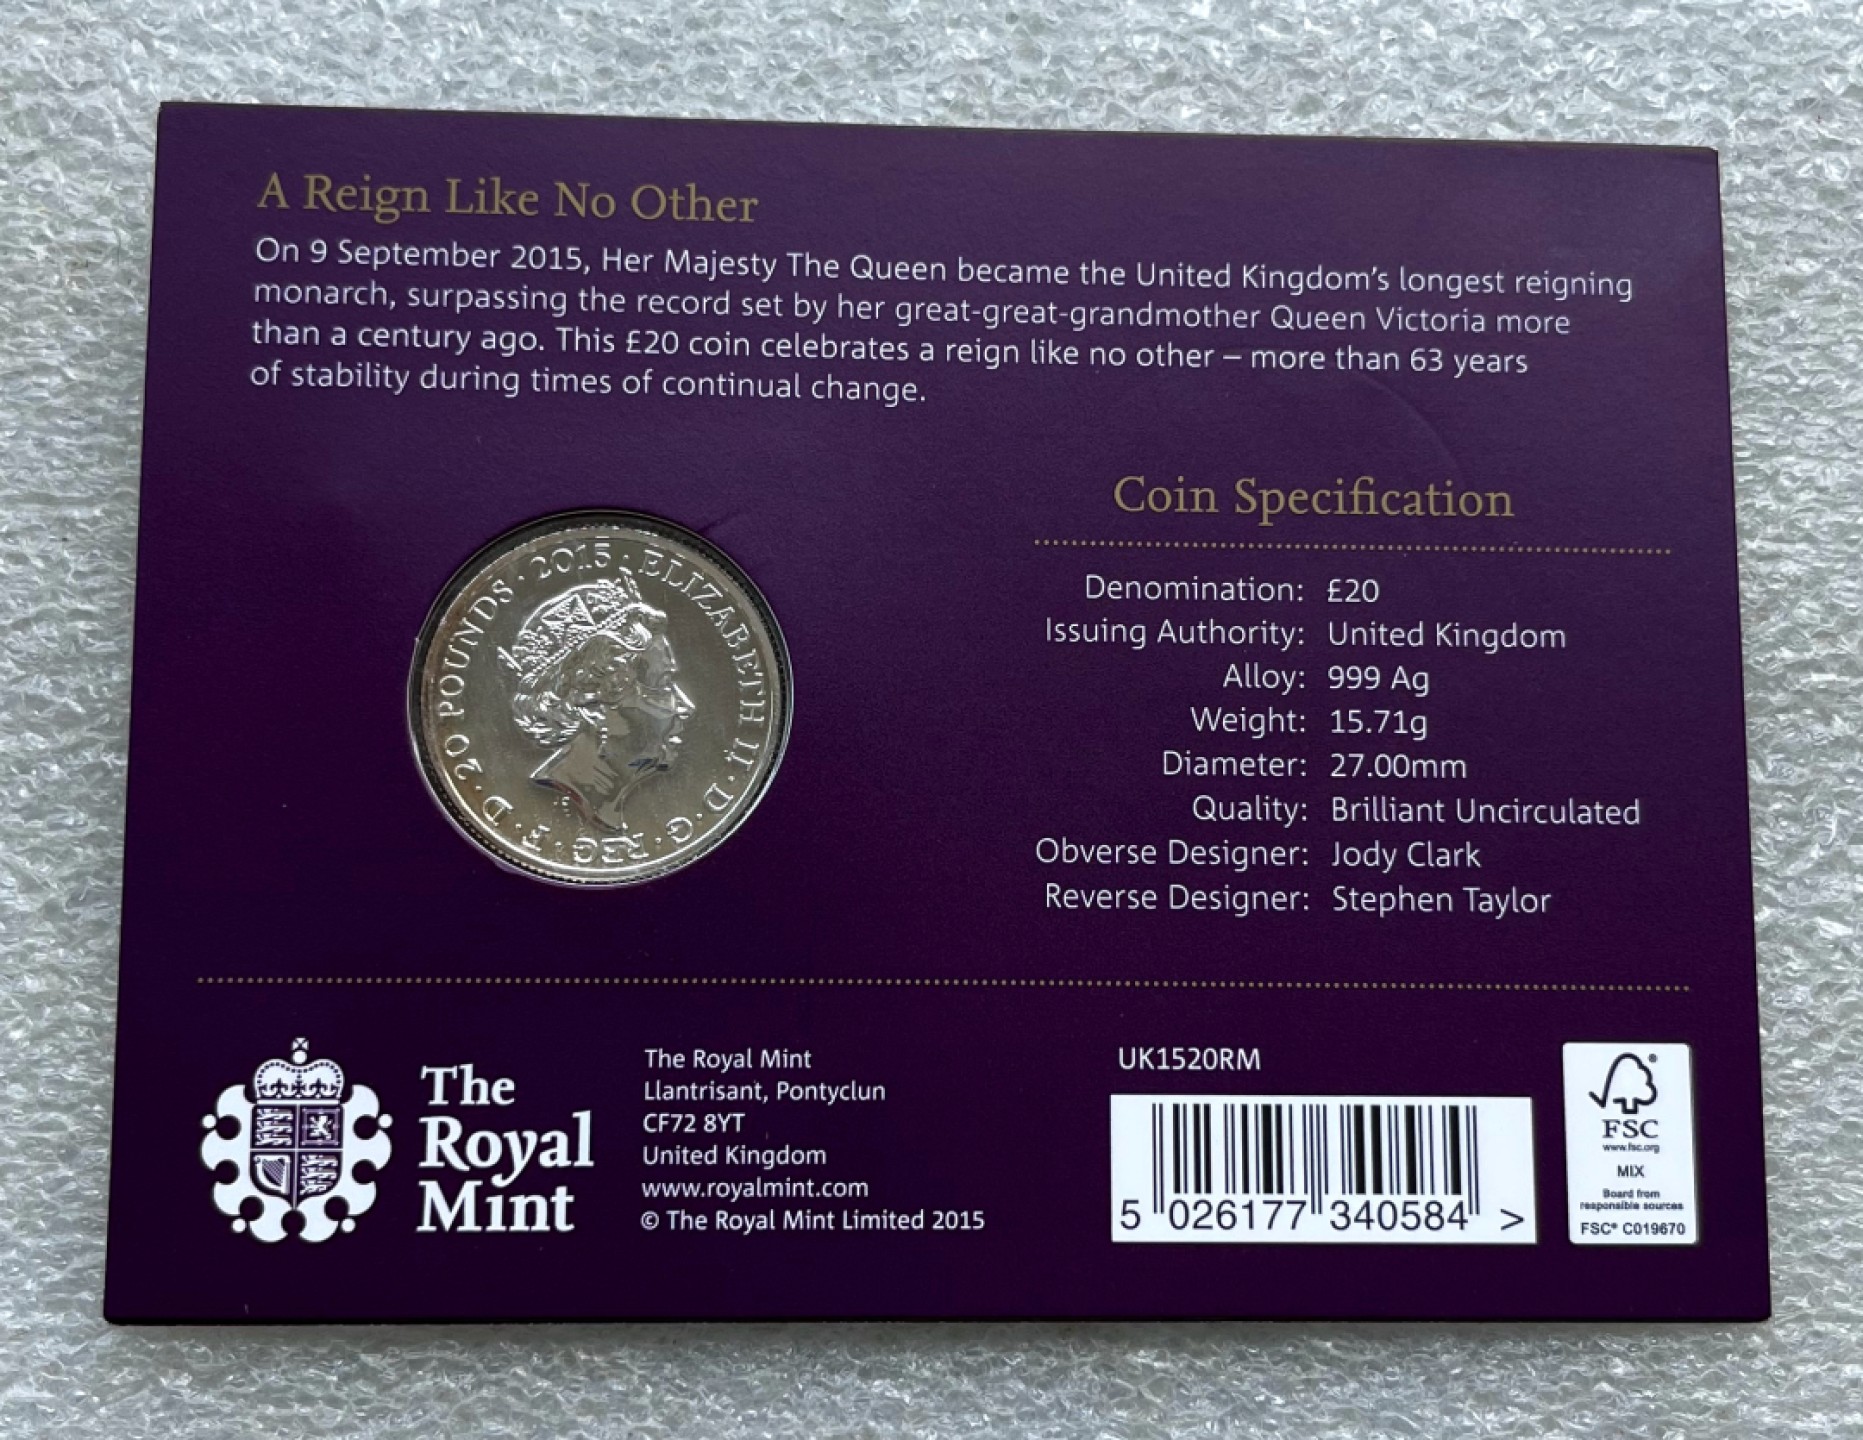 A Reign Like No Other
On 9 September 2015, Her Majesty The Queen became the United Kingdom's longest reigning
monarch, surpassing the record set by her great-great-grandmother Queen Victoria more
than a century ago. This £20 coin celebrates a reign like no other – more than 63 years
of stability during times of continual change.
ELIZABETH II · D · G · REG · F · D · 20 POUNDS · 2015 ·
Coin Specification
Denomination: £20
Issuing Authority: United Kingdom
Alloy: 999 Ag
Weight: 15.71g
Diameter: 27.00mm
Quality: Brilliant Uncirculated
Obverse Designer: Jody Clark
Reverse Designer: Stephen Taylor
The
Royal
Mint
The Royal Mint
Llantrisant, Pontyclun
CF72 8YT
United Kingdom
www.royalmint.com
© The Royal Mint Limited 2015
UK1520RM
5 026177 340584 >
FSC
www.fsc.org
MIX
Board from
responsible sources
FSC® C019670